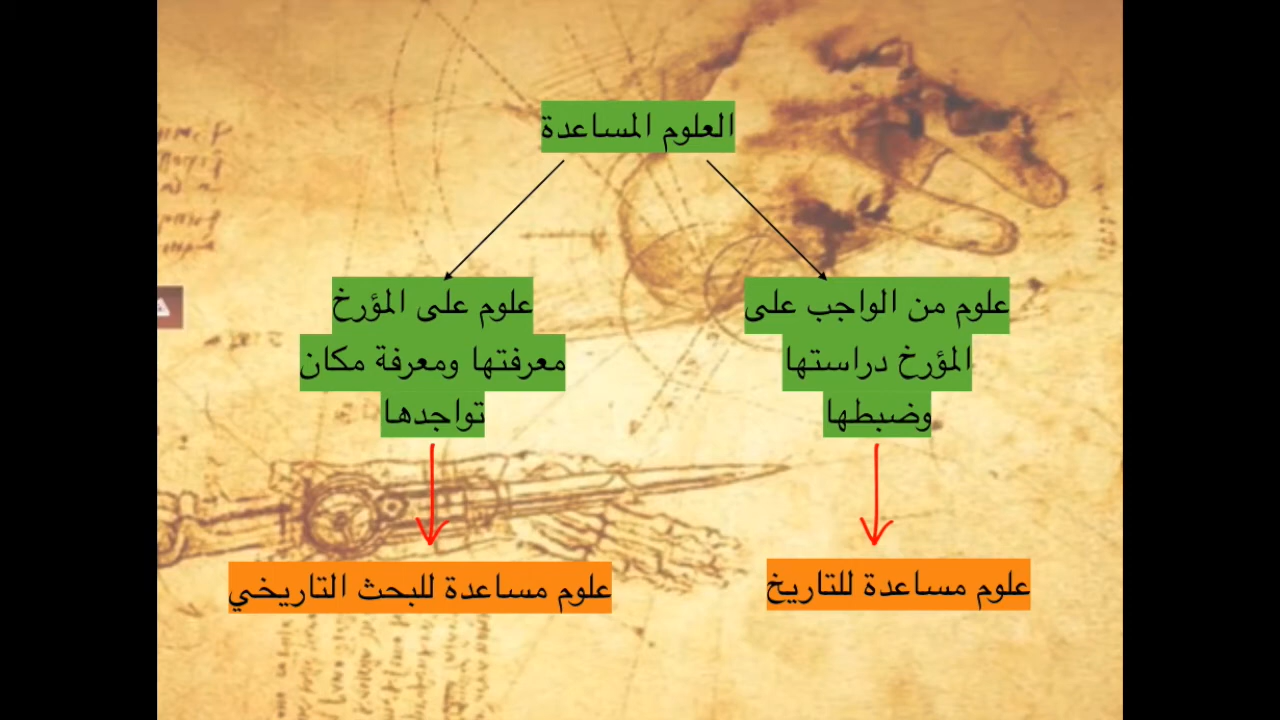 العلوم المساعدة
علوم من الواجب على
المؤرخ دراستها
وضبطها
علوم على المؤرخ
معرفتها ومعرفة مكان
تواجدها
علوم مساعدة للتاريخ
علوم مساعدة للبحث التاريخي